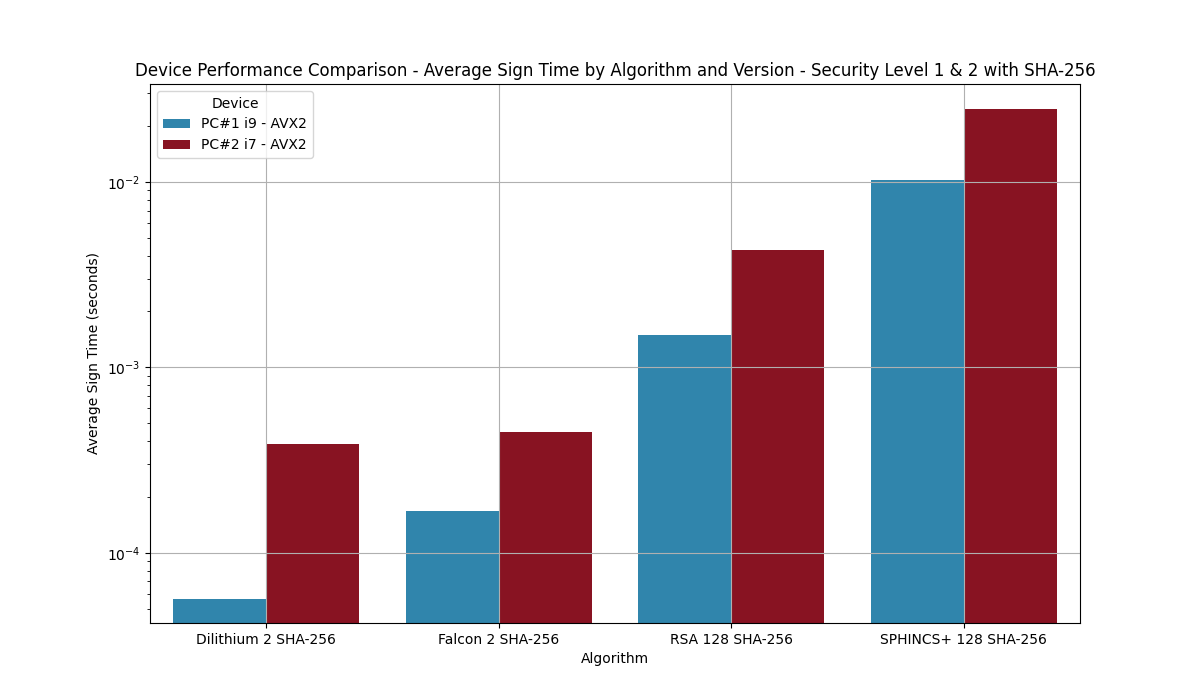 Device Performance Comparison - Average Sign Time by Algorithm and Version - Security Level 1 & 2 with SHA-256
Device
PC#1 i9 - AVX2
PC#2 i7 - AVX2
10⁻²
10⁻³
10⁻⁴
Average Sign Time (seconds)
Dilithium 2 SHA-256
Falcon 2 SHA-256
RSA 128 SHA-256
SPHINCS+ 128 SHA-256
Algorithm